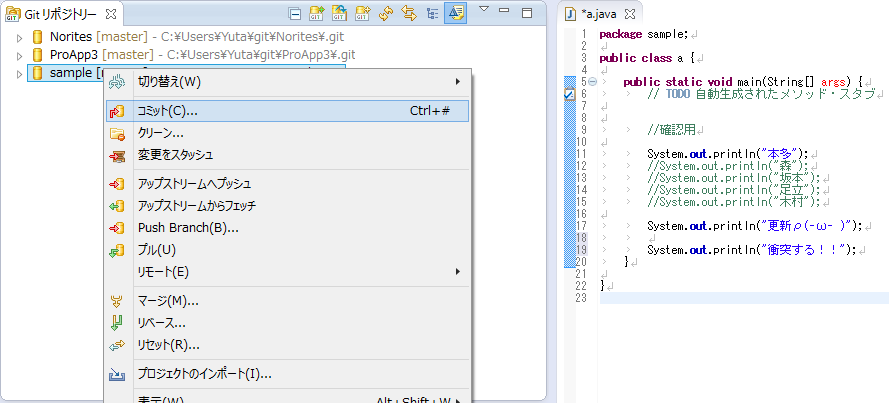 Git リポジトリー
Norites [master] - C:¥Users¥Yuta¥git¥Norites¥.git
ProApp3 [master] - C:¥Users¥Yuta¥git¥ProApp3¥.git
sample
切り替え(W)
コミット(C)... Ctrl+#
クリーン...
変更をスタッシュ
アップストリームへプッシュ
アップストリームからフェッチ
Push Branch(B)...
プル(U)
リモート(E)
マージ(M)...
リベース...
リセット(R)...
プロジェクトのインポート(I)...
表示(W) Alt+Shift+W
*a.java
1 package sample;
2
3 public class a {
4
5 public static void main(String[] args) {
6 // TODO 自動生成されたメソッド・スタブ
7
8
9 //確認用
10
11 System.out.println("本多");
12 //System.out.println("森");
13 //System.out.println("坂本");
14 //System.out.println("足立");
15 //System.out.println("木村");
16
17 System.out.println("更新ρ(-ω- )");
18
19 System.out.println("衝突する！！");
20 }
21
22 }
23